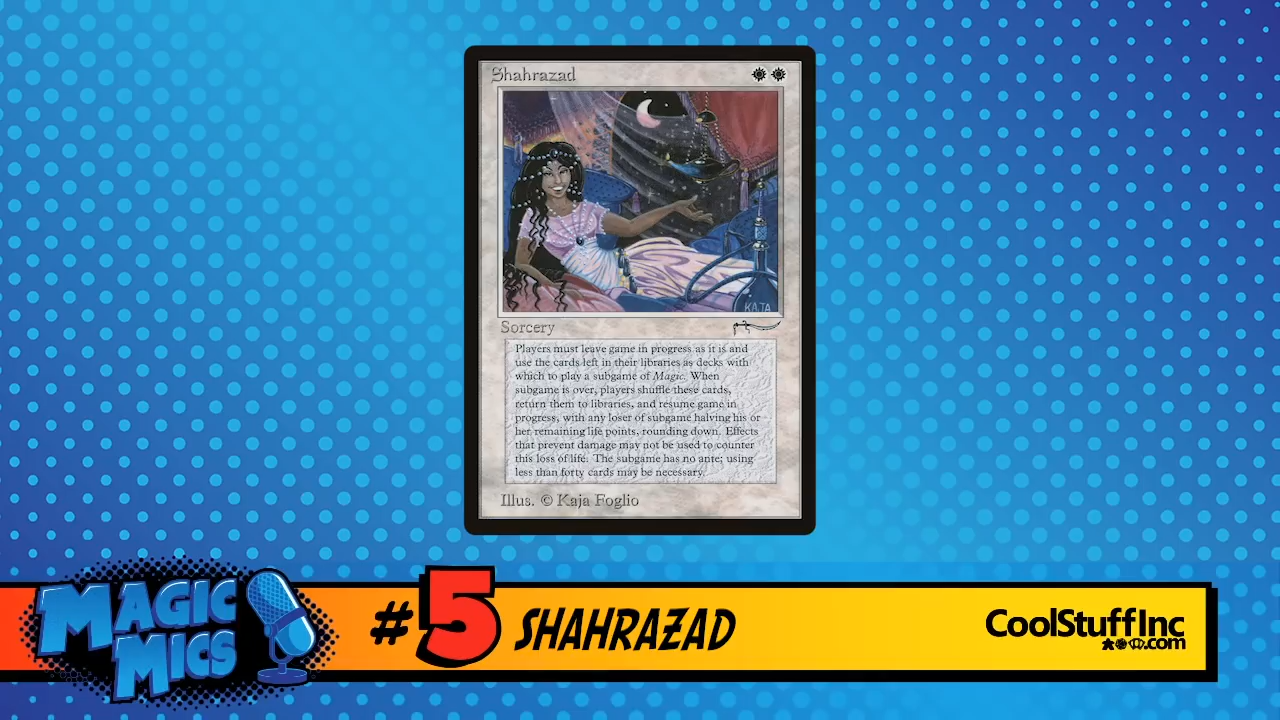 Shahrazad
KAJA
Sorcery
Players must leave game in progress as it is and
use the cards left in their libraries as decks with
which to play a subgame of Magic. When
subgame is over, players shuffle these cards,
return them to libraries, and resume game in
progress, with any loser of subgame halving his or
her remaining life points, rounding down. Effects
that prevent damage may not be used to counter
this loss of life. The subgame has no ante; using
less than forty cards may be necessary.
Illus. © Kaja Foglio
MAGIC
MICS
#5 SHAHRAZAD
CoolStuffInc
.com